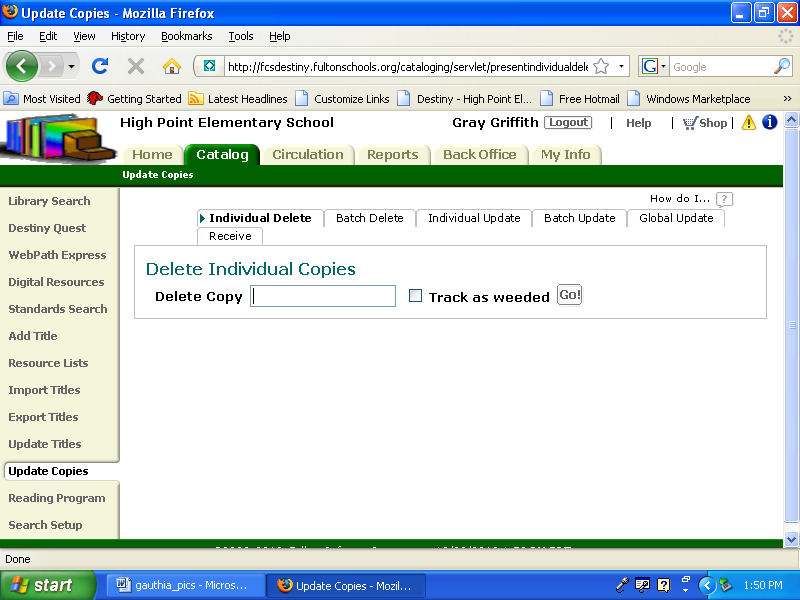 Update Copies - Mozilla Firefox
File Edit View History Bookmarks Tools Help
http://fcsdestiny.fultonschools.org/cataloging/servlet/presentindividualdele Google
Most Visited Getting Started Latest Headlines Customize Links Destiny - High Point El... Free Hotmail Windows Marketplace »
High Point Elementary School Gray Griffith Logout | Help | Shop |
Home Catalog Circulation Reports Back Office My Info
Update Copies
How do I... ?
Library Search
Destiny Quest
WebPath Express
Digital Resources
Standards Search
Add Title
Resource Lists
Import Titles
Export Titles
Update Titles
Update Copies
Reading Program
Search Setup
Individual Delete Batch Delete Individual Update Batch Update Global Update
Receive
Delete Individual Copies
Delete Copy Track as weeded Go!
Done
start gauthia_pics - Micros... Update Copies - Mozil... 1:50 PM